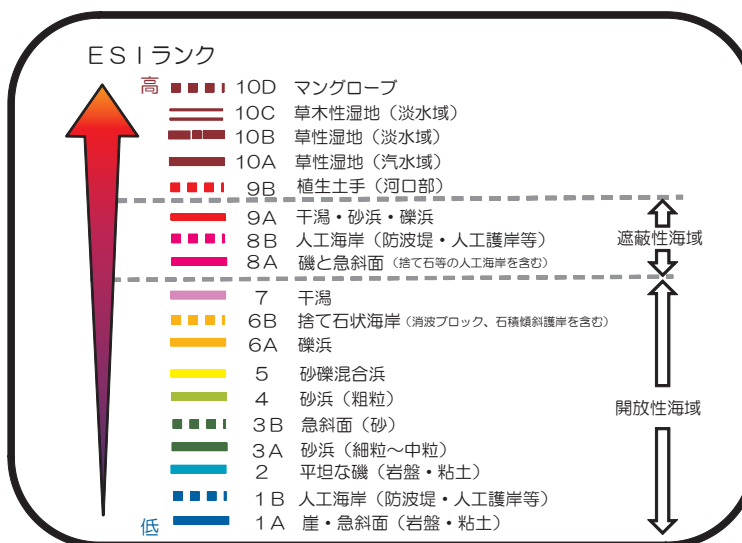 ESIランク
高
10D マングローブ
10C 草木性湿地（淡水域）
10B 草性湿地（淡水域）
10A 草性湿地（汽水域）
9B 植生土手（河口部）
9A 干潟・砂浜・礫浜
8B 人工海岸（防波堤・人工護岸等）
遮蔽性海域
8A 磯と急斜面（捨て石等の人工海岸を含む）
7 干潟
6B 捨て石状海岸（消波ブロック、石積傾斜護岸を含む）
6A 礫浜
5 砂礫混合浜
4 砂浜（粗粒）
開放性海域
3B 急斜面（砂）
3A 砂浜（細粒～中粒）
2 平坦な磯（岩盤・粘土）
1B 人工海岸（防波堤・人工護岸等）
1A 崖・急斜面（岩盤・粘土）
低